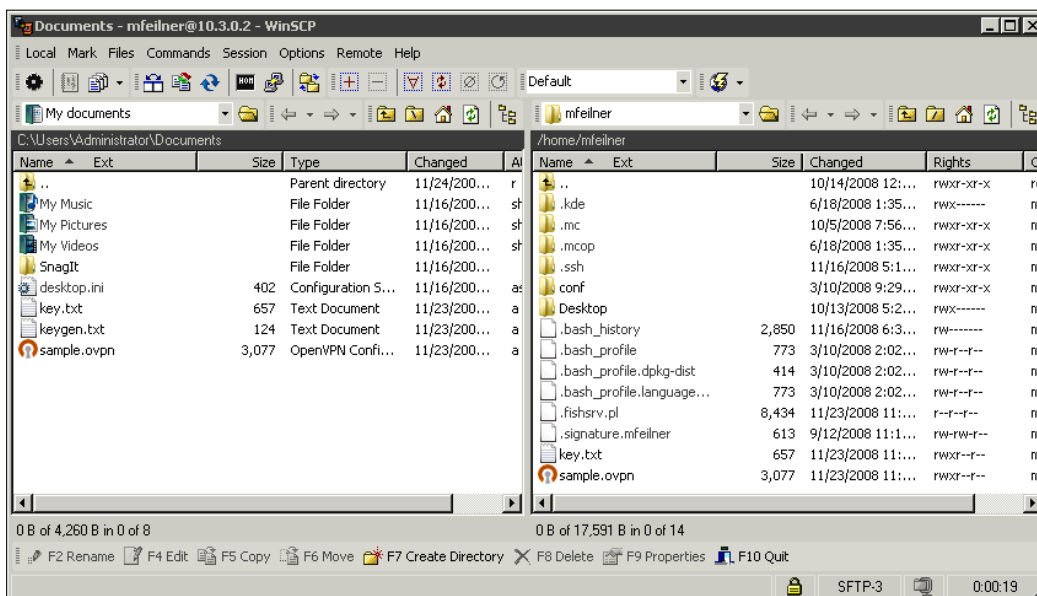 Documents - mfeilner@10.3.0.2 - WinSCP
Local Mark Files Commands Session Options Remote Help
Default
My documents
mfeilner
C:\Users\Administrator\Documents
/home/mfeilner
Name Ext Size Type Changed
Name Ext Size Changed Rights
.. Parent directory 11/24/200... r
My Music File Folder 11/16/200... sh
My Pictures File Folder 11/16/200... sh
My Videos File Folder 11/16/200... sh
SnagIt File Folder 11/16/200...
desktop.ini 402 Configuration S... 11/16/200... as
key.txt 657 Text Document 11/23/200... a
keygen.txt 124 Text Document 11/23/200... a
sample.ovpn 3,077 OpenVPN Confi... 11/23/200... a
.. 10/14/2008 12:... rwxr-xr-x
.kde 6/18/2008 1:35... rwx------
.mc 10/5/2008 7:56... rwxr-xr-x
.mcop 6/18/2008 1:35... rwxr-xr-x
.ssh 11/16/2008 5:1... rwxr-xr-x
conf 3/10/2008 9:29... rwxr-xr-x
Desktop 10/13/2008 5:2... rwx------
.bash_history 2,850 11/16/2008 6:3... rw-------
.bash_profile 773 3/10/2008 2:02... rw-r--r--
.bash_profile.dpkg-dist 414 3/10/2008 2:02... rw-r--r--
.bash_profile.language... 773 3/10/2008 2:02... rw-r--r--
.fishsrv.pl 8,434 11/23/2008 11:... r--r--r--
.signature.mfeilner 613 9/12/2008 11:1... rw-rw-r--
key.txt 657 11/23/2008 11:... rwxr--r--
sample.ovpn 3,077 11/23/2008 11:... rwxr--r--
0 B of 4,260 B in 0 of 8
0 B of 17,591 B in 0 of 14
F2 Rename F4 Edit F5 Copy F6 Move F7 Create Directory F8 Delete F9 Properties F10 Quit
SFTP-3 0:00:19